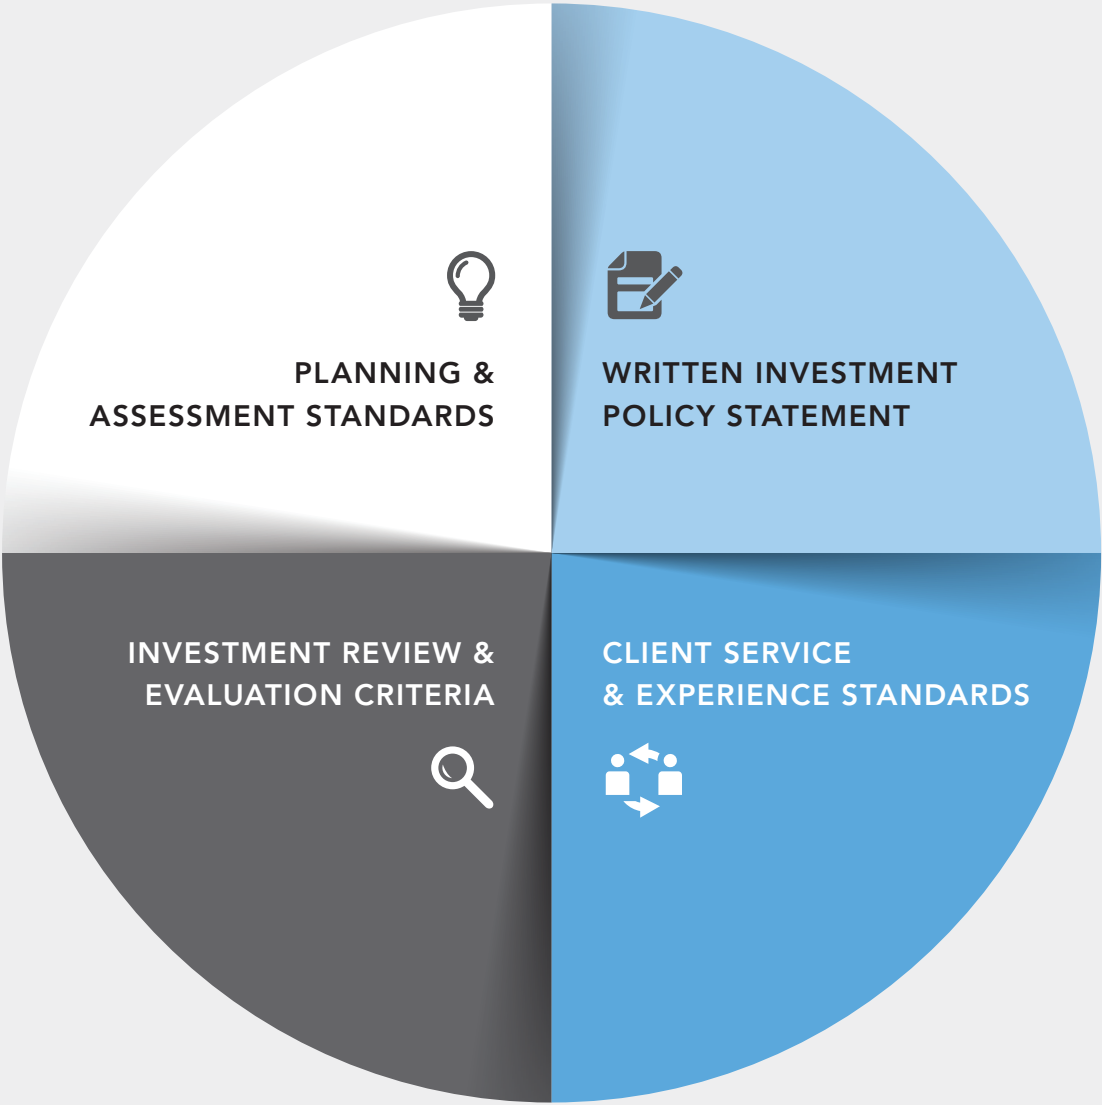 PLANNING &
ASSESSMENT STANDARDS
WRITTEN INVESTMENT
POLICY STATEMENT
INVESTMENT REVIEW &
EVALUATION CRITERIA
CLIENT SERVICE
& EXPERIENCE STANDARDS